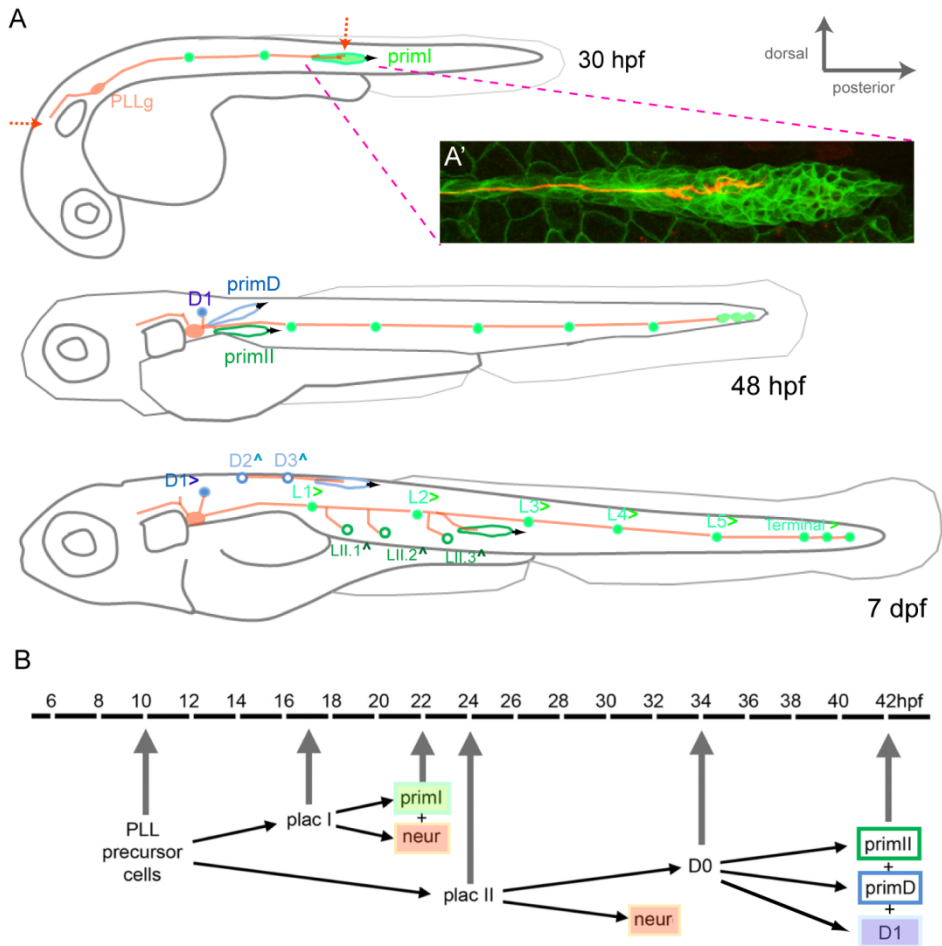 A
primI
30 hpf
dorsal
posterior
PLLg
A'
D1
primD
primII
48 hpf
D2^
D3^
D1>
L1>
L2>
L3>
L4>
L5>
Terminal >
LII.1^
LII.2^
LII.3^
7 dpf
B
6 8 10 12 14 16 18 20 22 24 26 28 30 32 34 36 38 40 42hpf
primI
+
neur
plac I
PLL
precursor
cells
plac II
neur
D0
primII
+
primD
+
D1